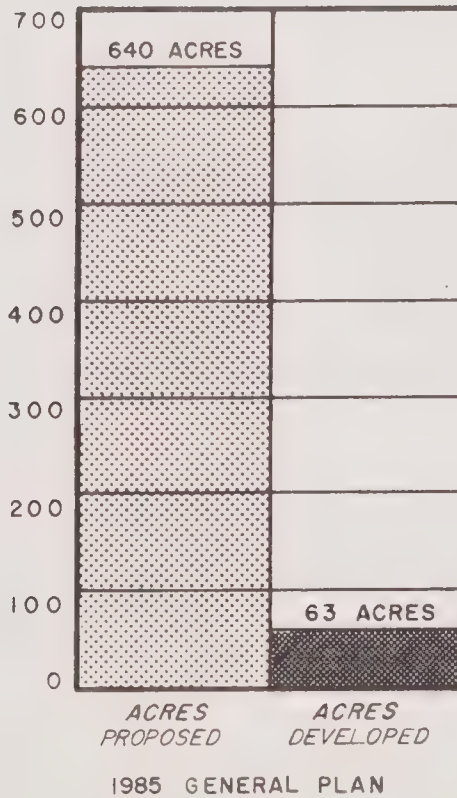 700
640 ACRES
600
500
400
300
200
100
63 ACRES
0
ACRES PROPOSED
ACRES DEVELOPED
1985 GENERAL PLAN